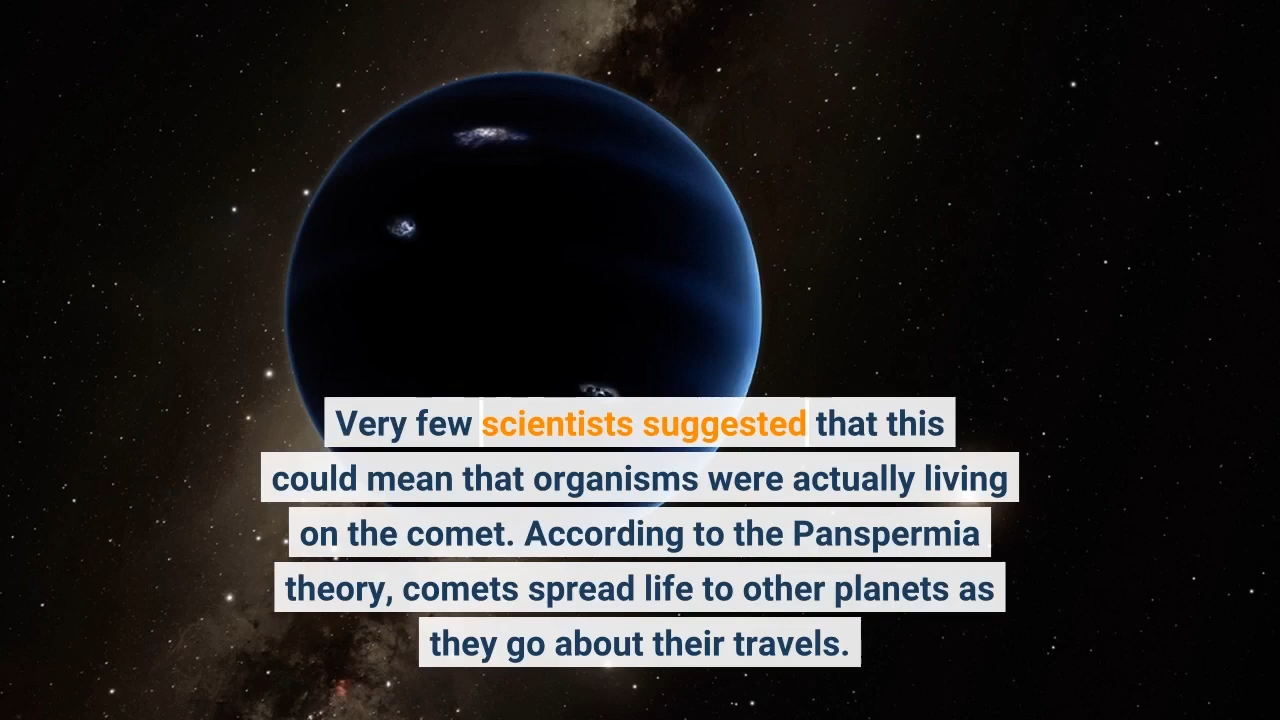 Very few scientists suggested that this
could mean that organisms were actually living
on the comet. According to the Panspermia
theory, comets spread life to other planets as
they go about their travels.